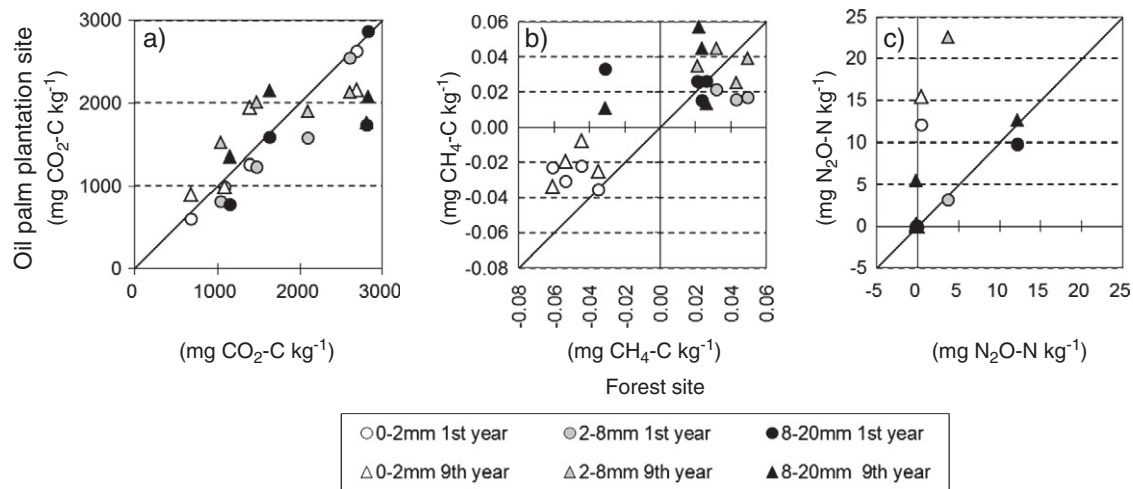 Oil palm plantation site
(mg CO₂-C kg⁻¹)
a)
3000
2000
1000
0
0 1000 2000 3000
(mg CO₂-C kg⁻¹)
(mg CH₄-C kg⁻¹)
b)
0.06
0.04
0.02
0.00
-0.02
-0.04
-0.06
-0.08
-0.08 -0.06 -0.04 -0.02 0.00 0.02 0.04 0.06
(mg CH₄-C kg⁻¹)
(mg N₂O-N kg⁻¹)
c)
25
20
15
10
5
0
-5
-5 0 5 10 15 20 25
(mg N₂O-N kg⁻¹)
Forest site
0-2mm 1st year 2-8mm 1st year 8-20mm 1st year
0-2mm 9th year 2-8mm 9th year 8-20mm 9th year